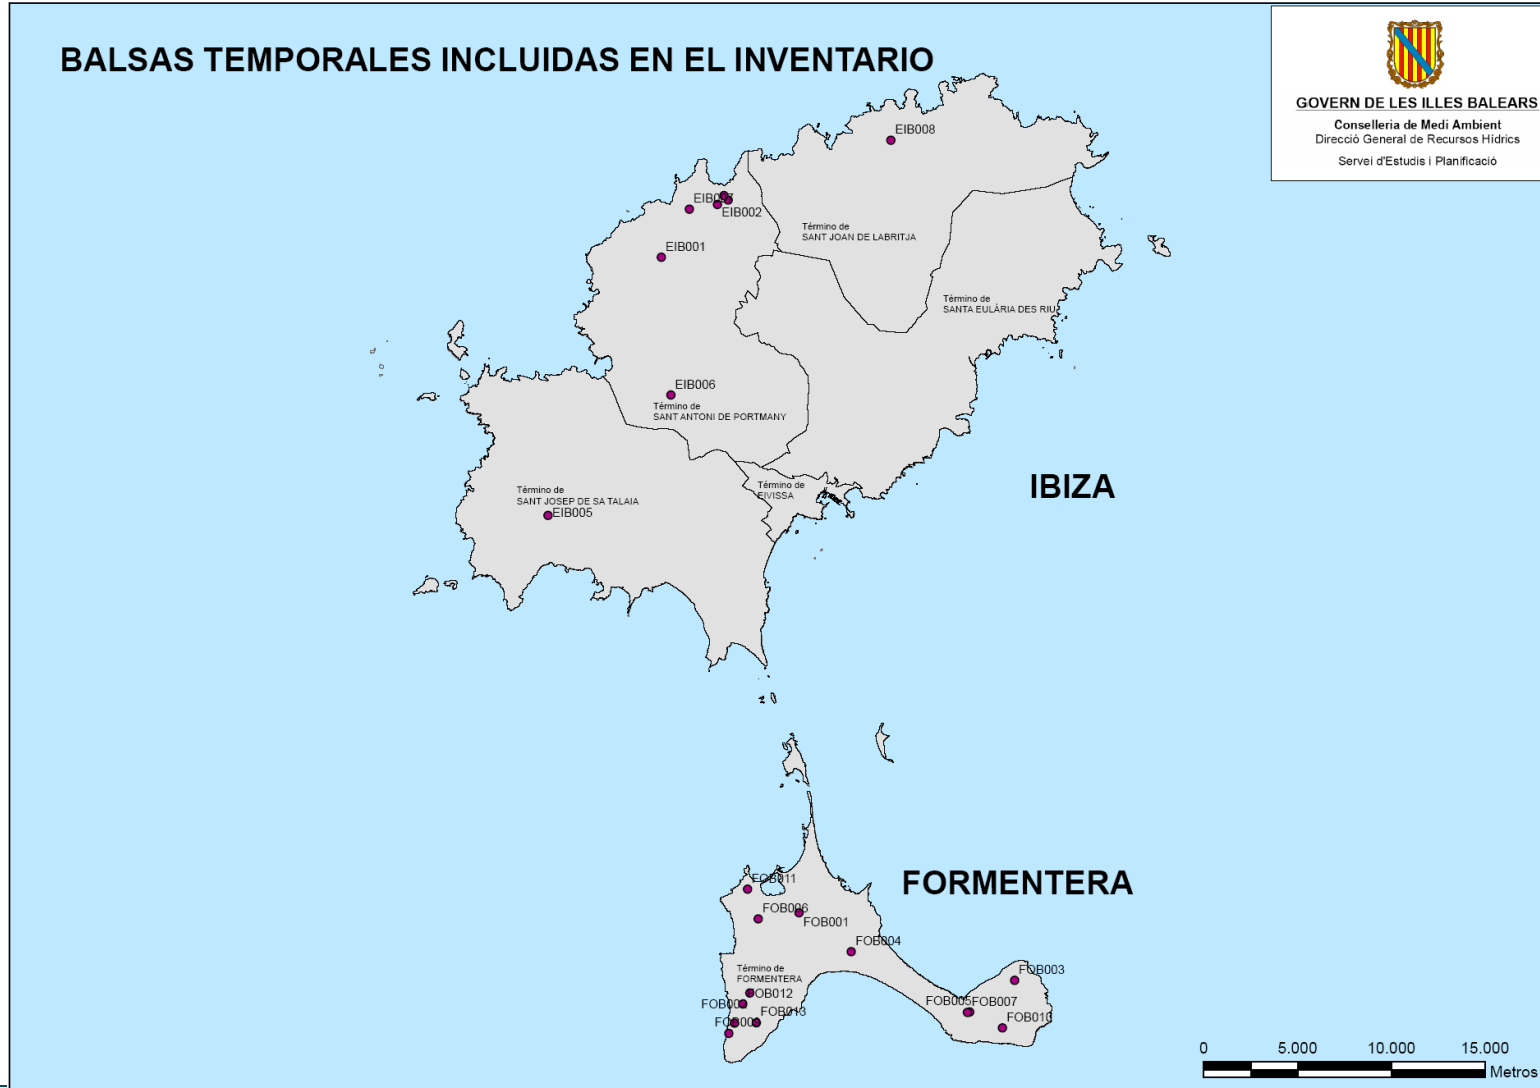 BALSAS TEMPORALES INCLUIDAS EN EL INVENTARIO
GOVERN DE LES ILLES BALEARS
Conselleria de Medi Ambient
Direcció General de Recursos Hídrics
Servei d'Estudis i Planificació
EIB008
EIB002
Término de
SANT JOAN DE LABRITJA
EIB001
Término de
SANTA EULÀRIA DES RIU
EIB006
Término de
SANT ANTONI DE PORTMANY
IBIZA
Término de
EIVISSA
Término de
SANT JOSEP DE SA TALAIA
EIB005
FORMENTERA
FOB011
FOB006
FOB001
FOB004
Término de
FORMENTERA
FOB003
FOB012
FOB005
FOB007
FOB013
FOB010
0 5.000 10.000 15.000
Metros